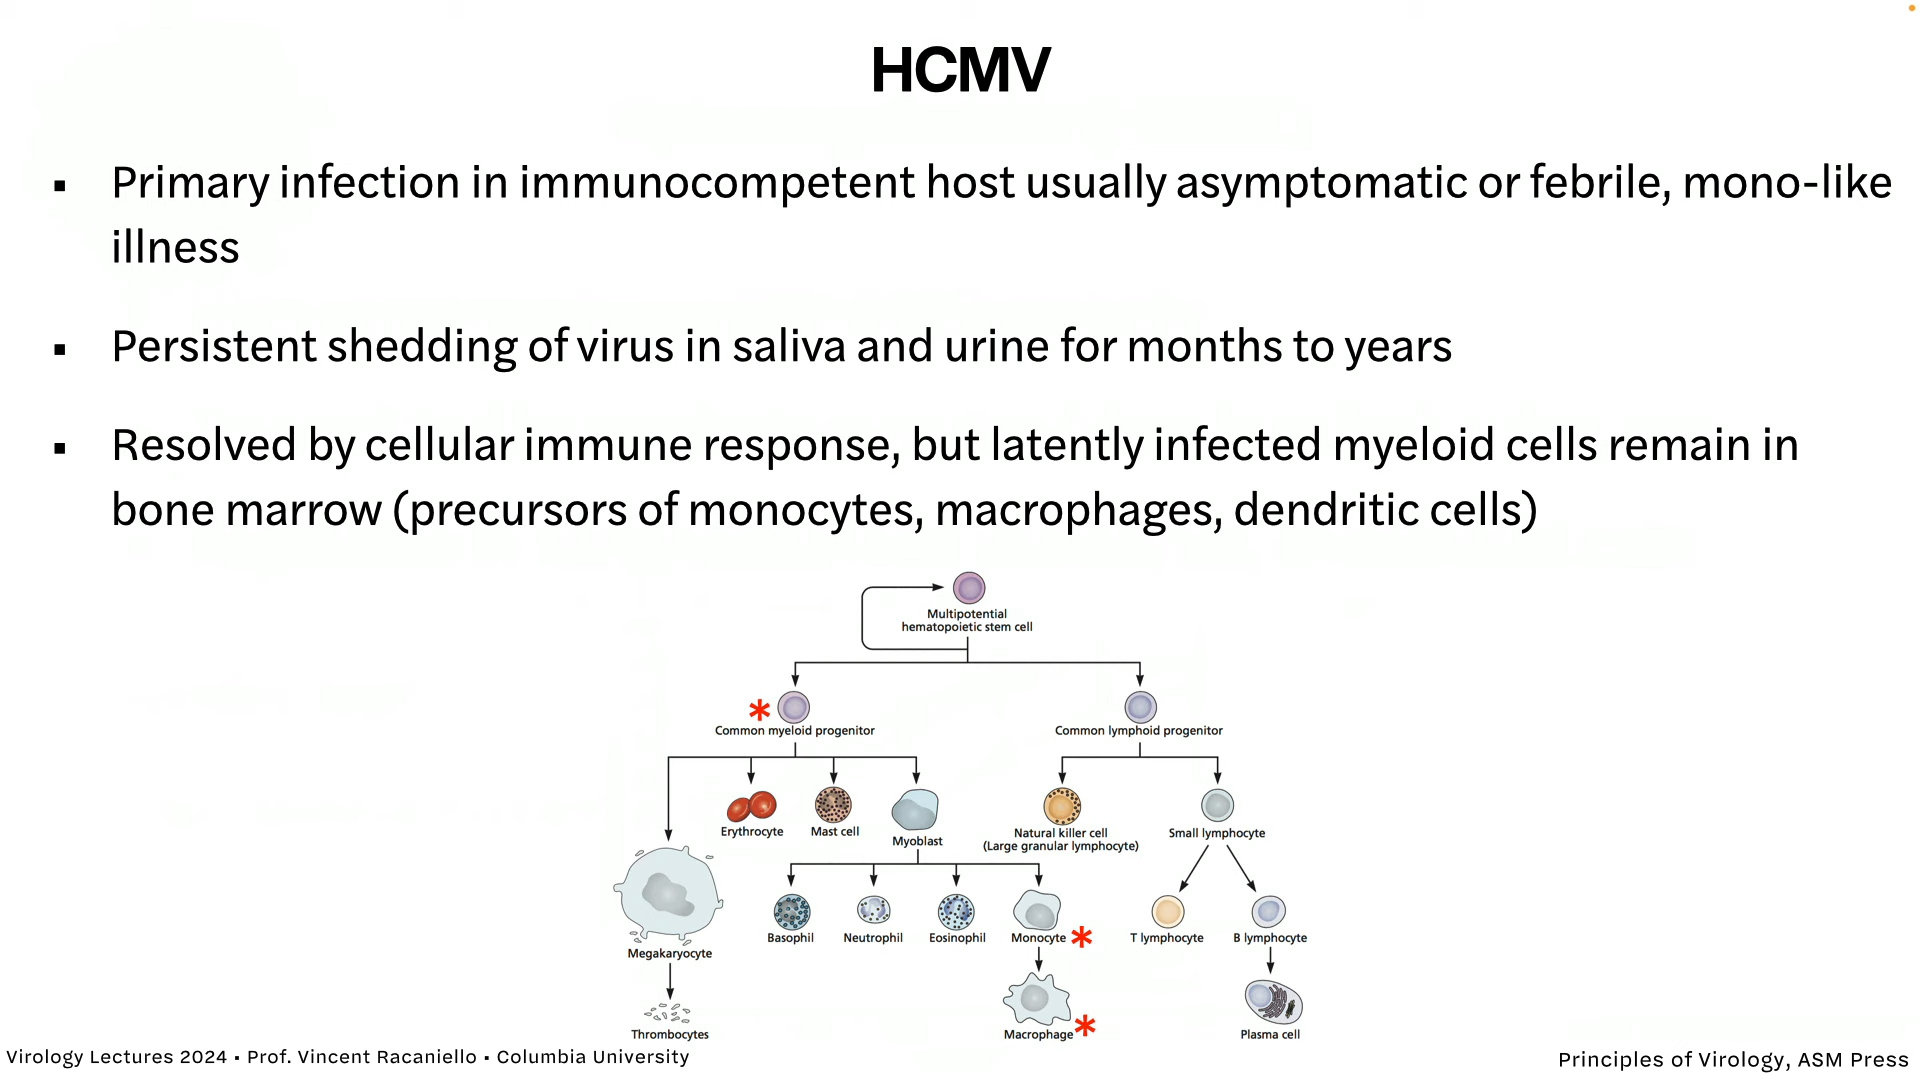 HCMV
▪ Primary infection in immunocompetent host usually asymptomatic or febrile, mono-like
illness
▪ Persistent shedding of virus in saliva and urine for months to years
▪ Resolved by cellular immune response, but latently infected myeloid cells remain in
bone marrow (precursors of monocytes, macrophages, dendritic cells)
Multipotential
hematopoietic stem cell
* Common myeloid progenitor
Common lymphoid progenitor
Erythrocyte
Mast cell
Myoblast
Natural killer cell
(Large granular lymphocyte)
Small lymphocyte
Megakaryocyte
Basophil
Neutrophil
Eosinophil
Monocyte *
T lymphocyte
B lymphocyte
Thrombocytes
Macrophage *
Plasma cell
Virology Lectures 2024 ▪ Prof. Vincent Racaniello ▪ Columbia University
Principles of Virology, ASM Press